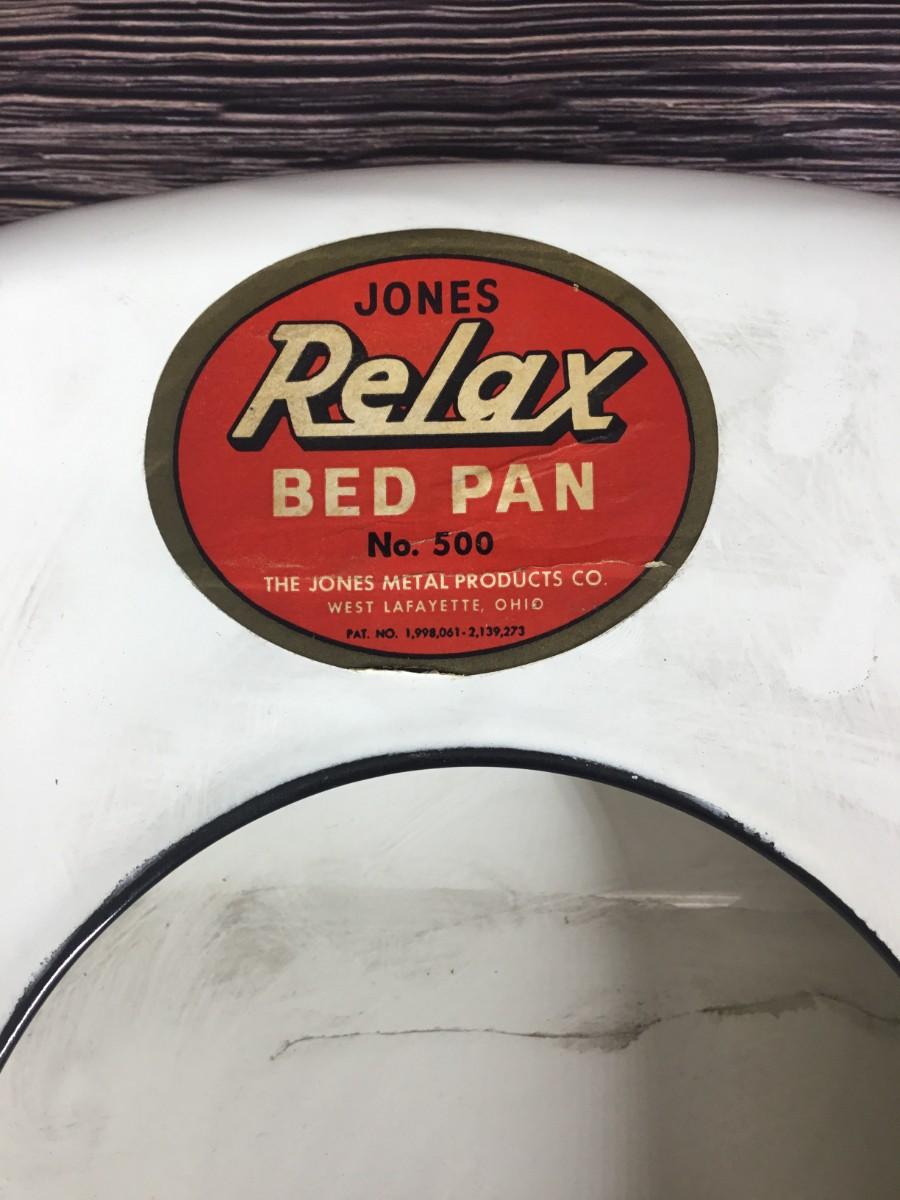 JONES
Relax
BED PAN
No. 500
THE JONES METAL PRODUCTS CO.
WEST LAFAYETTE, OHIO
PAT. NO. 1,998,061-2,139,273